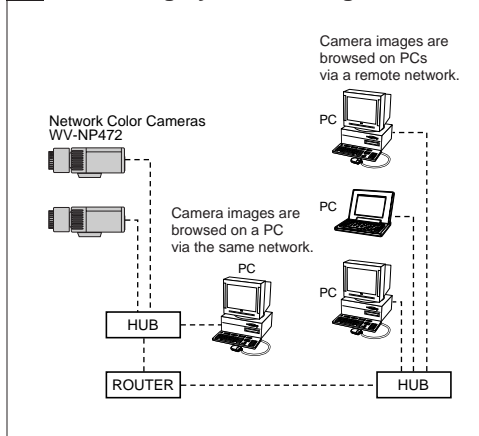 Camera images are
browsed on PCs
via a remote network.
PC
Network Color Cameras
WV-NP472
PC
Camera images are
browsed on a PC
via the same network.
PC
PC
HUB
ROUTER
HUB